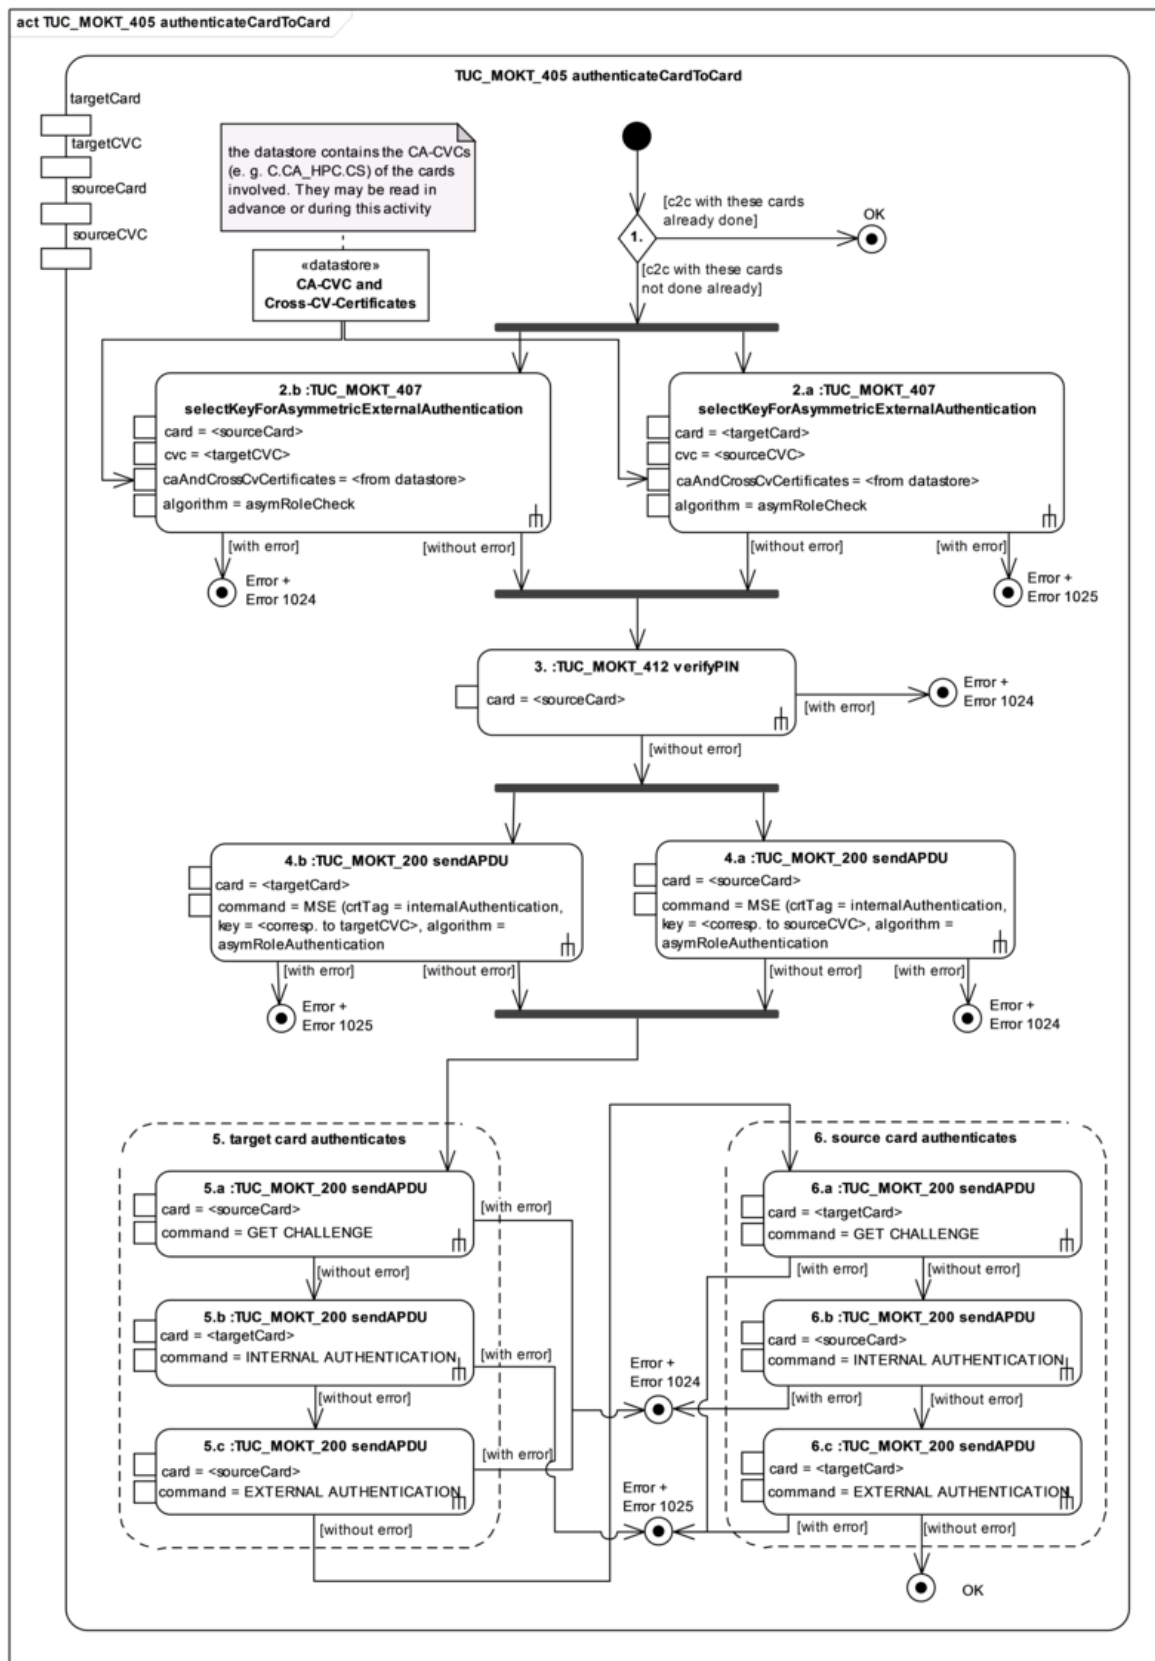 act TUC_MOKT_405 authenticateCardToCard
TUC_MOKT_405 authenticateCardToCard
targetCard
targetCVC
sourceCard
sourceCVC
the datastore contains the CA-CVCs
(e. g. C.CA_HPC.CS) of the cards
involved. They may be read in
advance or during this activity
«datastore»
CA-CVC and
Cross-CV-Certificates
[c2c with these cards
already done]
OK
1.
[c2c with these cards
not done already]
2.b :TUC_MOKT_407
selectKeyForAsymmetricExternalAuthentication
card = <sourceCard>
cvc = <targetCVC>
caAndCrossCvCertificates = <from datastore>
algorithm = asymRoleCheck
[with error]
[without error]
Error +
Error 1024
2.a :TUC_MOKT_407
selectKeyForAsymmetricExternalAuthentication
card = <targetCard>
cvc = <sourceCVC>
caAndCrossCvCertificates = <from datastore>
algorithm = asymRoleCheck
[without error]
[with error]
Error +
Error 1025
3. :TUC_MOKT_412 verifyPIN
card = <sourceCard>
[with error]
Error +
Error 1024
[without error]
4.b :TUC_MOKT_200 sendAPDU
card = <targetCard>
command = MSE (crtTag = internalAuthentication,
key = <corresp. to targetCVC>, algorithm =
asymRoleAuthentication
[with error]
[without error]
Error +
Error 1025
4.a :TUC_MOKT_200 sendAPDU
card = <sourceCard>
command = MSE (crtTag = internalAuthentication,
key = <corresp. to sourceCVC>, algorithm =
asymRoleAuthentication
[without error]
[with error]
Error +
Error 1024
5. target card authenticates
5.a :TUC_MOKT_200 sendAPDU
card = <sourceCard>
command = GET CHALLENGE
[with error]
[without error]
5.b :TUC_MOKT_200 sendAPDU
card = <targetCard>
command = INTERNAL AUTHENTICATION
[with error]
[without error]
5.c :TUC_MOKT_200 sendAPDU
card = <sourceCard>
command = EXTERNAL AUTHENTICATION
[with error]
[without error]
Error +
Error 1024
Error +
Error 1025
6. source card authenticates
6.a :TUC_MOKT_200 sendAPDU
card = <targetCard>
command = GET CHALLENGE
[with error]
[without error]
6.b :TUC_MOKT_200 sendAPDU
card = <sourceCard>
command = INTERNAL AUTHENTICATION
[with error]
[without error]
6.c :TUC_MOKT_200 sendAPDU
card = <targetCard>
command = EXTERNAL AUTHENTICATION
[with error]
[without error]
OK